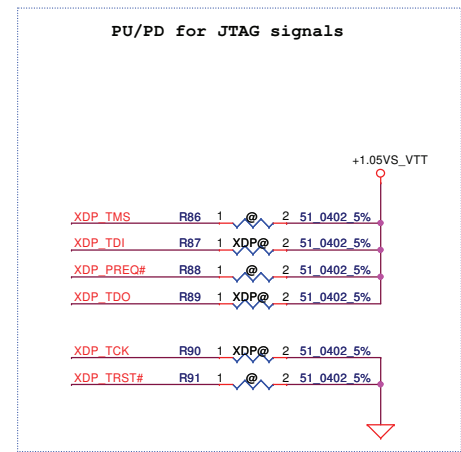 PU/PD for JTAG signals
+1.05VS_VTT
XDP_TMS R86 1 @ 2 51_0402_5%
XDP_TDI R87 1 XDP@ 2 51_0402_5%
XDP_PREQ# R88 1 @ 2 51_0402_5%
XDP_TDO R89 1 XDP@ 2 51_0402_5%
XDP_TCK R90 1 XDP@ 2 51_0402_5%
XDP_TRST# R91 1 @ 2 51_0402_5%